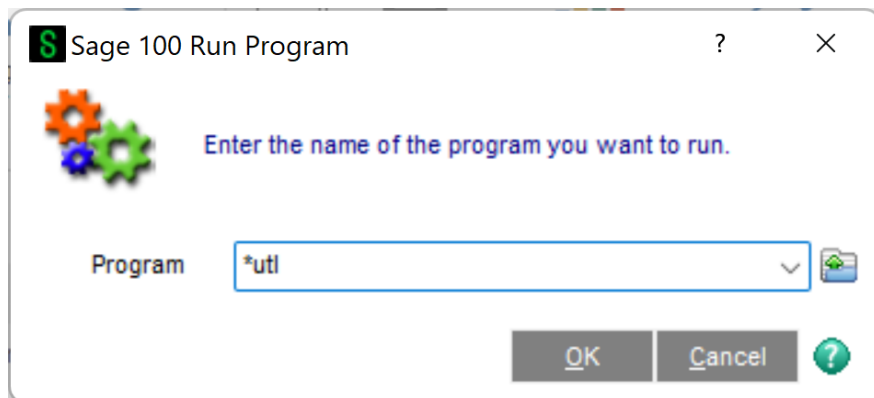 S Sage 100 Run Program ?
Enter the name of the program you want to run.
Program *utl
OK Cancel ?